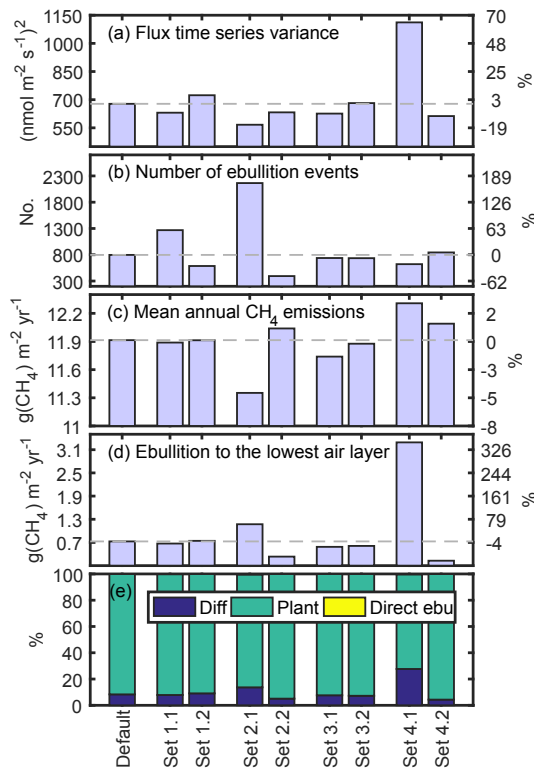 (a) Flux time series variance
(nmol m⁻² s⁻¹)²
1150
1000
850
700
550
70
48
25
3
-19
%
(b) Number of ebullition events
No.
2300
1800
1300
800
300
189
126
63
0
-62
%
(c) Mean annual CH₄ emissions
g(CH₄) m⁻² yr⁻¹
12.2
11.9
11.6
11.3
11
2
0
-3
-5
-8
%
(d) Ebullition to the lowest air layer
g(CH₄) m⁻² yr⁻¹
3.1
2.5
1.9
1.3
0.7
326
244
161
79
-4
%
(e)
%
100
80
60
40
20
0
Diff Plant Direct ebu
Default
Set 1.1
Set 1.2
Set 2.1
Set 2.2
Set 3.1
Set 3.2
Set 4.1
Set 4.2